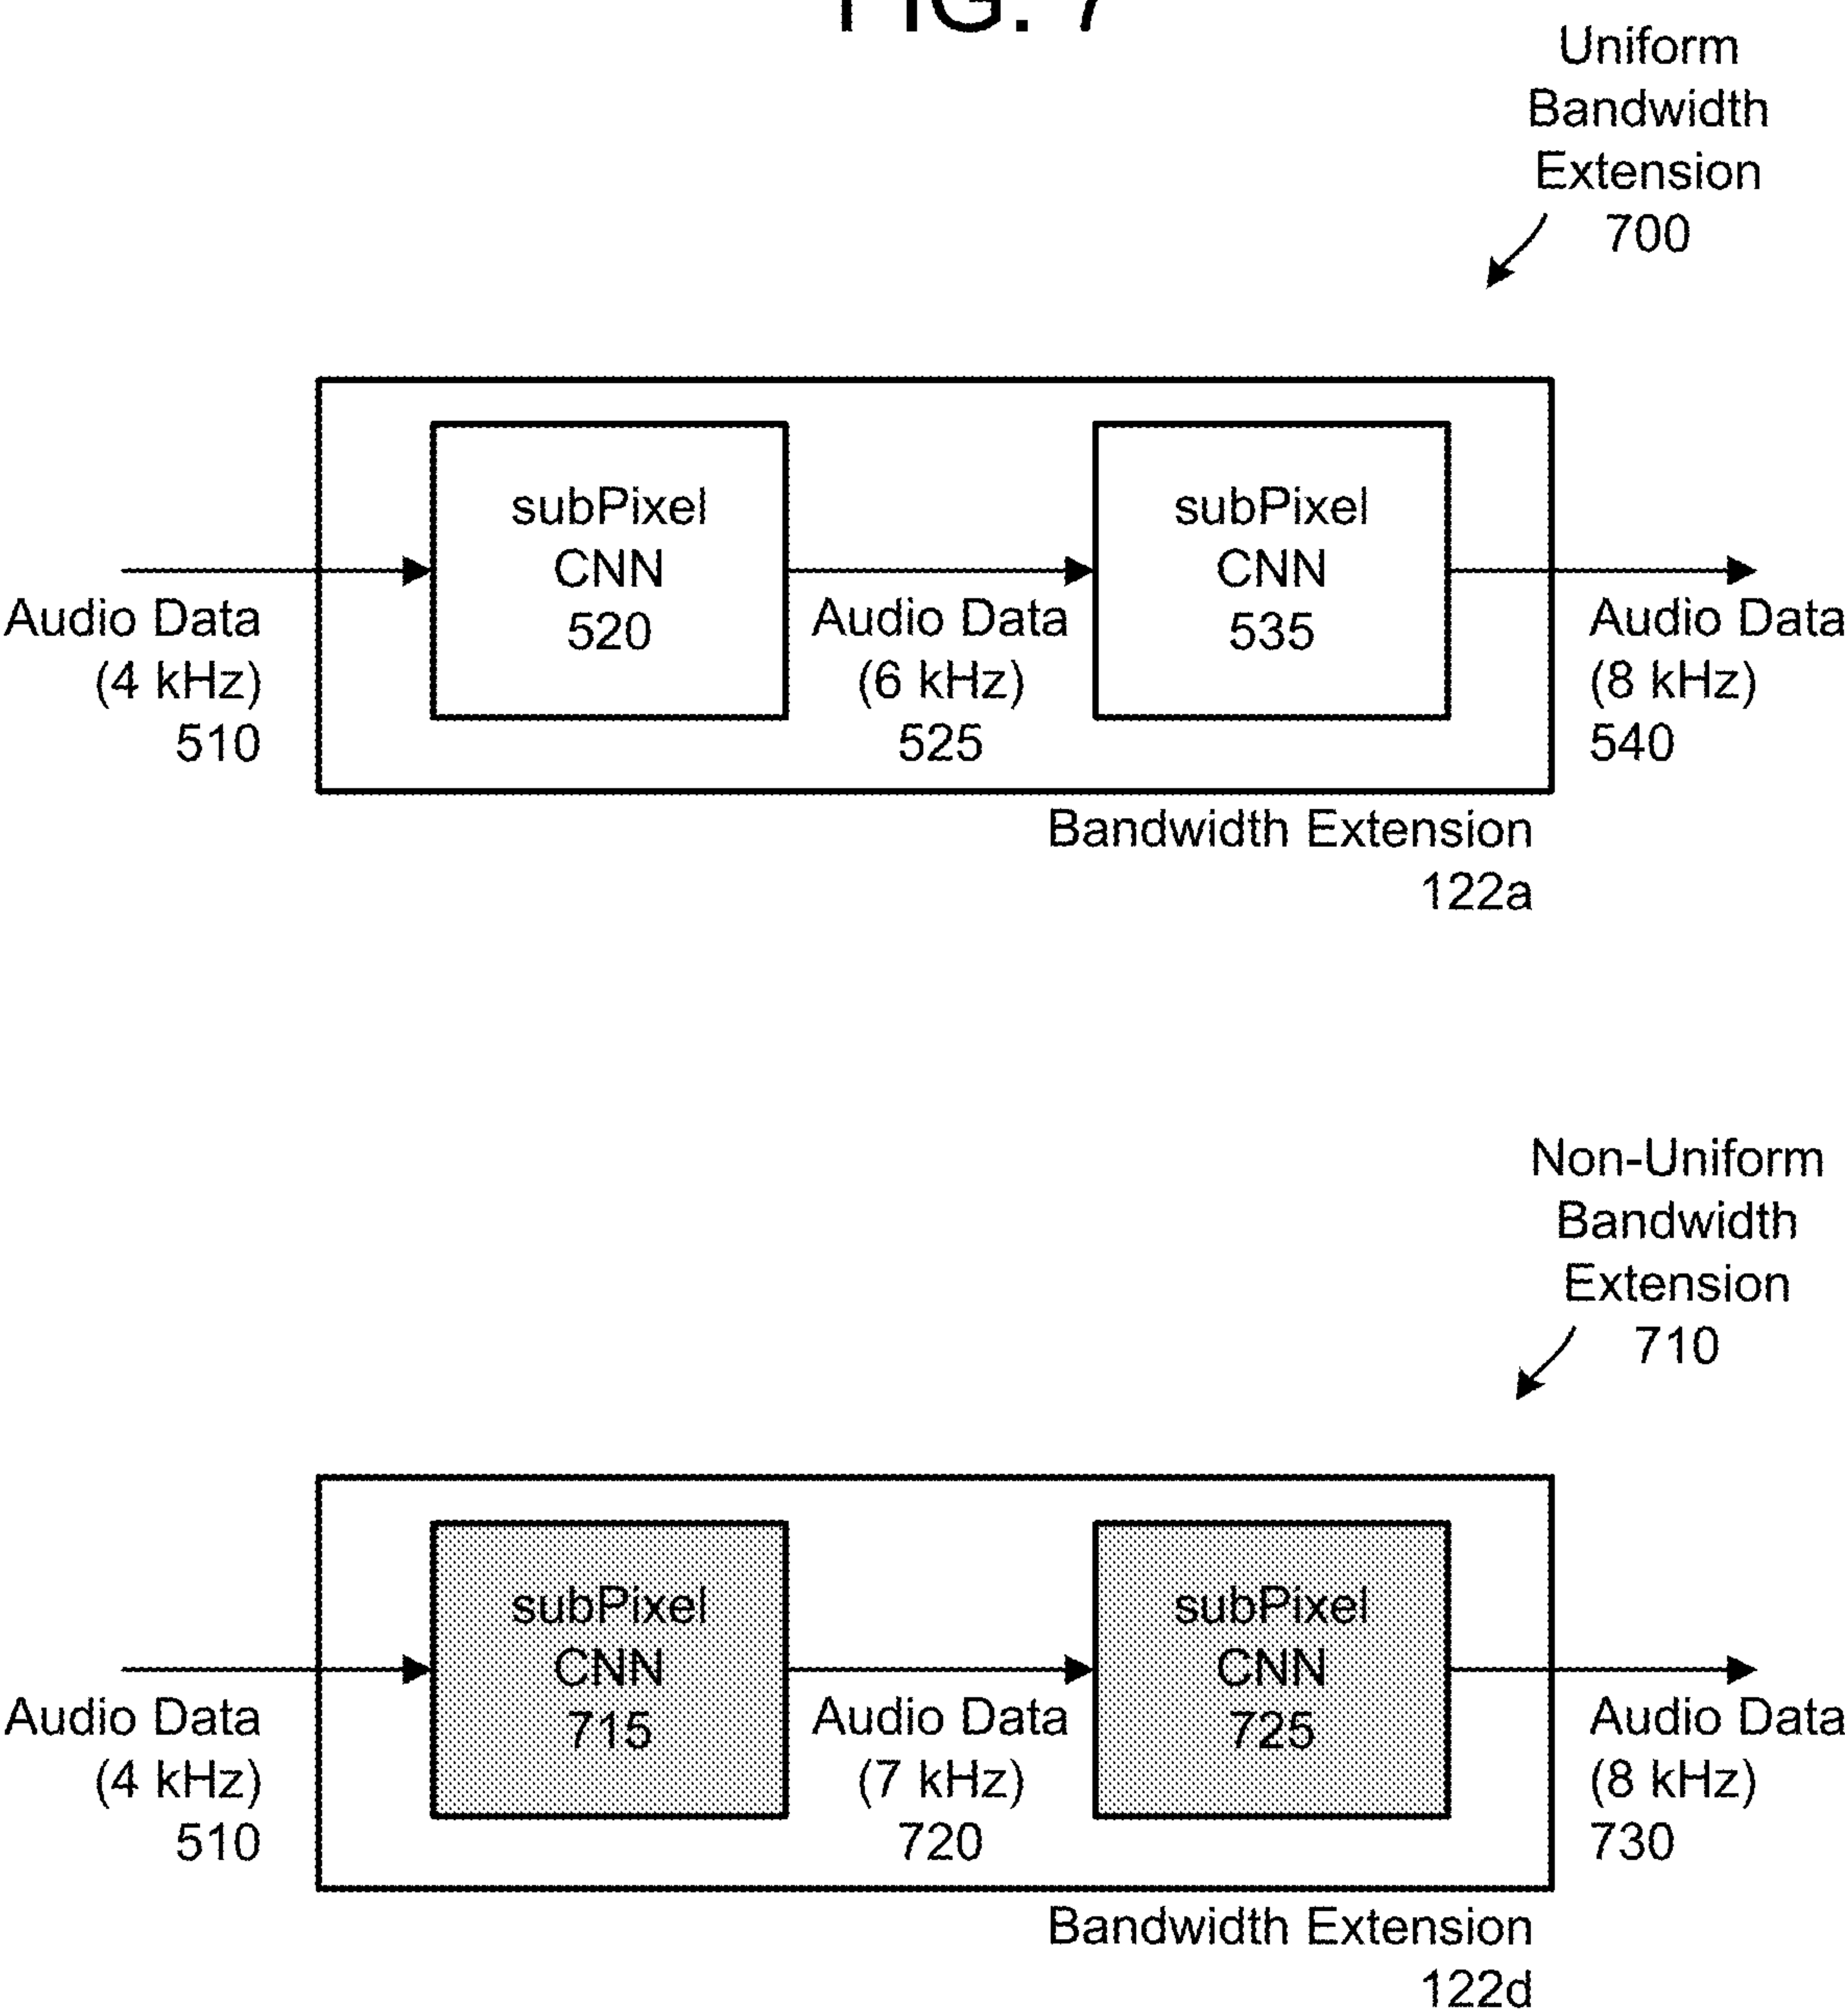 FIG. 7
Uniform
Bandwidth
Extension
700
subPixel
CNN
520
subPixel
CNN
535
Audio Data
(4 kHz)
510
Audio Data
(6 kHz)
525
Audio Data
(8 kHz)
540
Bandwidth Extension
122a
Non-Uniform
Bandwidth
Extension
710
subPixel
CNN
715
subPixel
CNN
725
Audio Data
(4 kHz)
510
Audio Data
(7 kHz)
720
Audio Data
(8 kHz)
730
Bandwidth Extension
122d